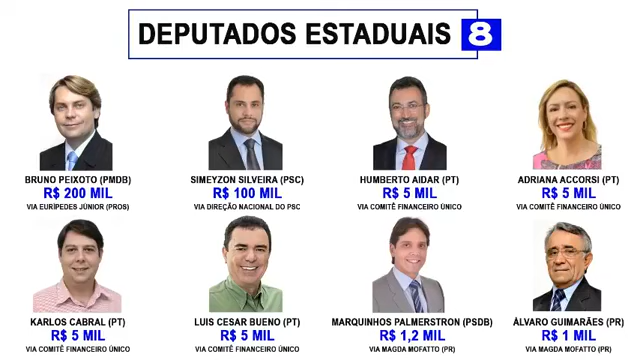 DEPUTADOS ESTADUAIS 8
BRUNO PEIXOTO (PMDB)
R$ 200 MIL
VIA EURÍPEDES JÚNIOR (PROS)
SIMEYZON SILVEIRA (PSC)
R$ 100 MIL
VIA DIREÇÃO NACIONAL DO PSC
HUMBERTO AIDAR (PT)
R$ 5 MIL
VIA COMITÊ FINANCEIRO ÚNICO
ADRIANA ACCORSI (PT)
R$ 5 MIL
VIA COMITÊ FINANCEIRO ÚNICO
KARLOS CABRAL (PT)
R$ 5 MIL
VIA COMITÊ FINANCEIRO ÚNICO
LUIS CESAR BUENO (PT)
R$ 5 MIL
VIA COMITÊ FINANCEIRO ÚNICO
MARQUINHOS PALMERSTRON (PSDB)
R$ 1,2 MIL
VIA MAGDA MOFATTO (PR)
ÁLVARO GUIMARÃES (PR)
R$ 1 MIL
VIA MAGDA MOFATTO (PR)